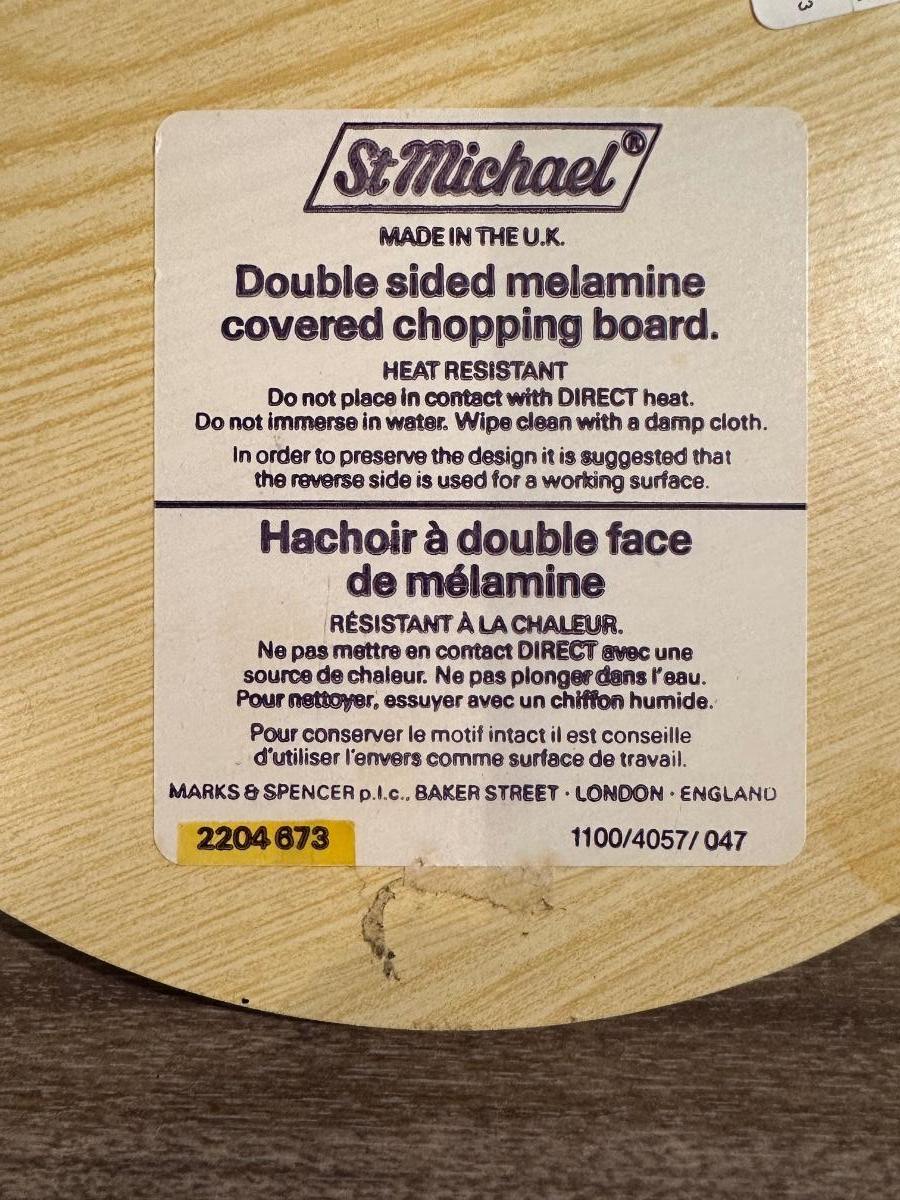 3
St Michael®
MADE IN THE U.K.
Double sided melamine
covered chopping board.
HEAT RESISTANT
Do not place in contact with DIRECT heat.
Do not immerse in water. Wipe clean with a damp cloth.
In order to preserve the design it is suggested that
the reverse side is used for a working surface.
Hachoir à double face
de mélamine
RÉSISTANT À LA CHALEUR.
Ne pas mettre en contact DIRECT avec une
source de chaleur. Ne pas plonger dans l'eau.
Pour nettoyer, essuyer avec un chiffon humide.
Pour conserver le motif intact il est conseille
d'utiliser l'envers comme surface de travail.
MARKS & SPENCER p.l.c., BAKER STREET · LONDON · ENGLAND
2204 673 1100/4057/ 047